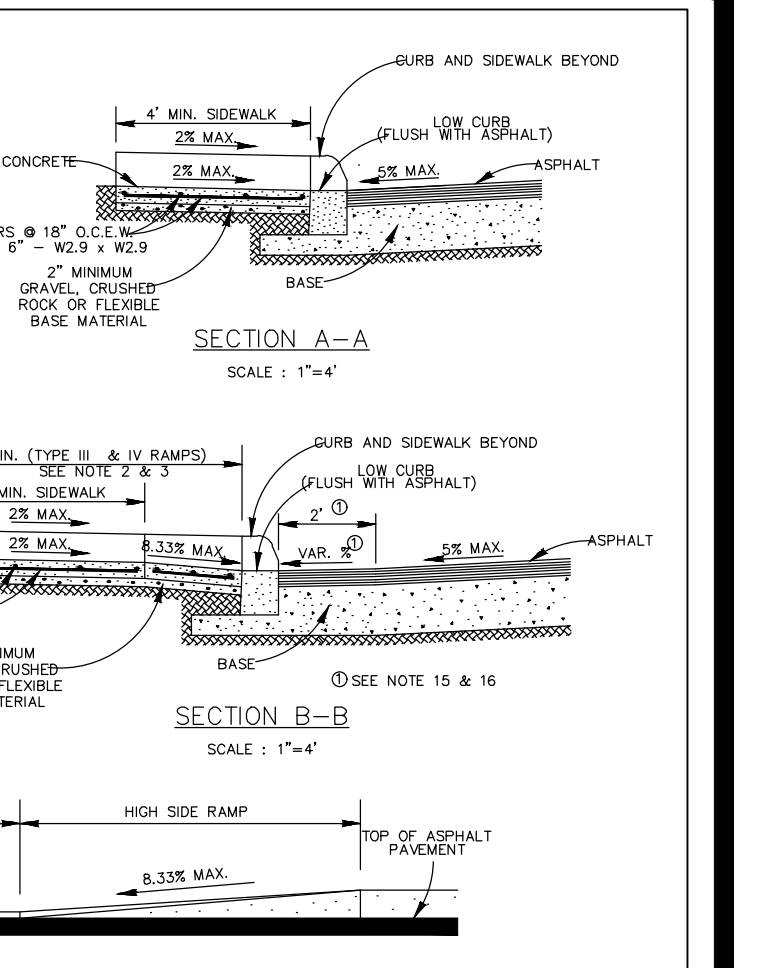 CURB AND SIDEWALK BEYOND
4' MIN. SIDEWALK
LOW CURB
(FLUSH WITH ASPHALT)
2% MAX.
CONCRETE
2% MAX.
5% MAX.
ASPHALT
RS @ 18" O.C.E.W.
6" – W2.9 x W2.9
2" MINIMUM
GRAVEL, CRUSHED
ROCK OR FLEXIBLE
BASE MATERIAL
BASE
SECTION A–A
SCALE : 1"=4'
IN. (TYPE III & IV RAMPS)
SEE NOTE 2 & 3
CURB AND SIDEWALK BEYOND
LOW CURB
(FLUSH WITH ASPHALT)
MIN. SIDEWALK
2% MAX.
2' ①
2% MAX.
8.33% MAX.
VAR. % ①
5% MAX.
ASPHALT
IMUM
RUSHED
FLEXIBLE
TERIAL
BASE
① SEE NOTE 15 & 16
SECTION B–B
SCALE : 1"=4'
HIGH SIDE RAMP
TOP OF ASPHALT
PAVEMENT
8.33% MAX.